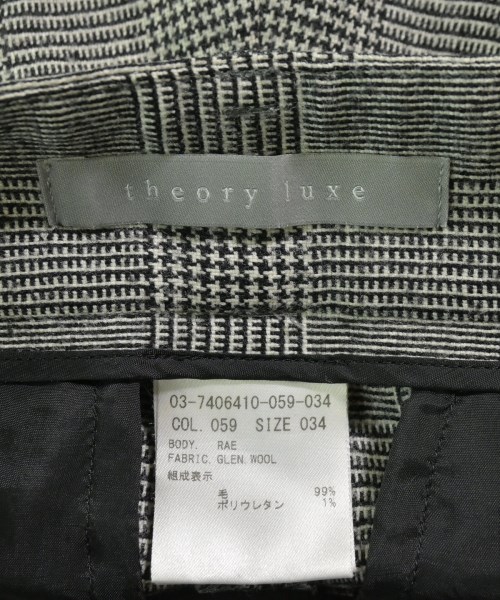 theory luxe
03-7406410-059-034
COL. 059 SIZE 034
BODY. RAE
FABRIC. GLEN. WOOL
組成表示
毛 99%
ポリウレタン 1%